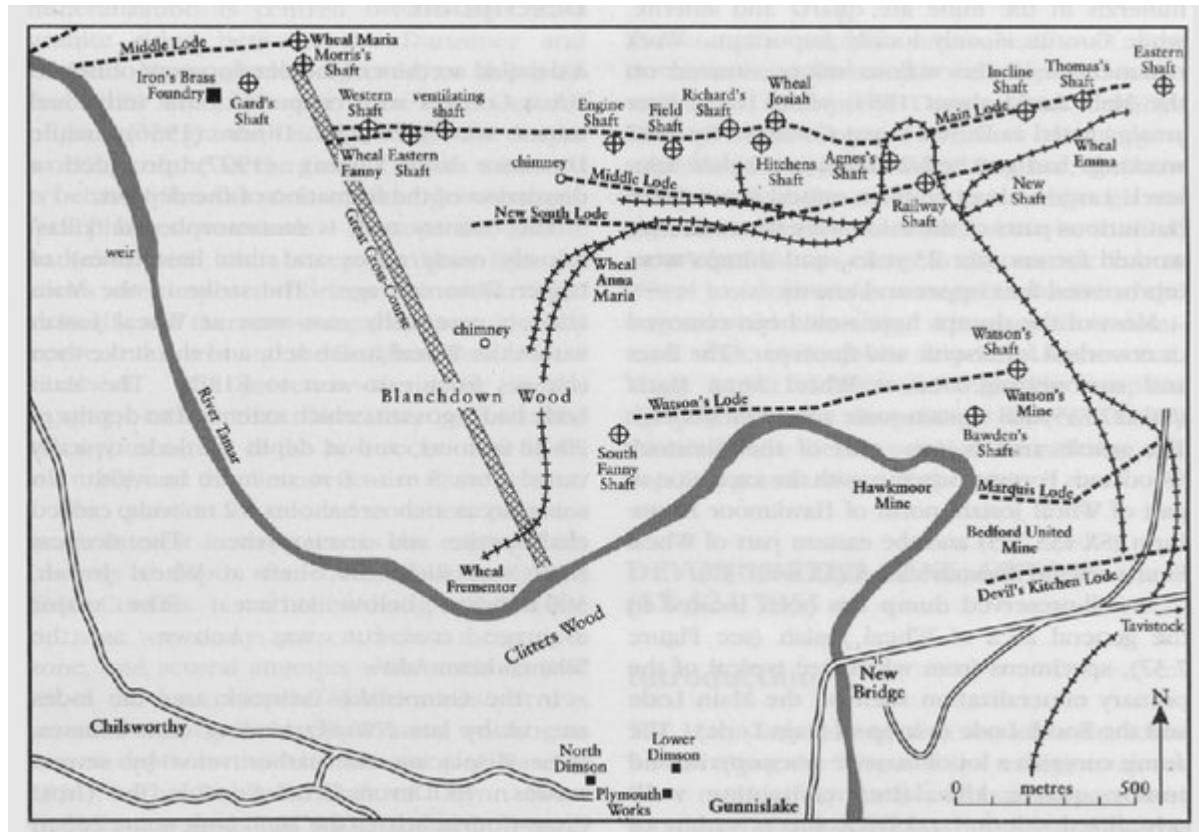 Middle Lode
Wheal Maria
Morris's
Shaft
Iron's Brass
Foundry
Gard's
Shaft
Western
Shaft
ventilating
shaft
Wheal
Fanny
Eastern
Shaft
Engine
Shaft
Field
Shaft
Richard's
Shaft
Wheal
Josiah
Hitchens
Shaft
Agnes's
Shaft
Main
Lode
Incline
Shaft
Thomas's
Shaft
Eastern
Shaft
Wheal
Emma
New
Shaft
Railway
Shaft
chimney
Middle Lode
New South Lode
Great Cross-course
Wheal
Anna
Maria
weir
River Tamar
chimney
Blanchdown Wood
Watson's
Shaft
Watson's Lode
Watson's
Mine
Bawden's
Shaft
South
Fanny
Shaft
Hawkmoor
Mine
Marquis Lode
Bedford United
Mine
Devil's Kitchen Lode
Tavistock
Wheal
Frementor
Clitters Wood
New
Bridge
Chilsworthy
North
Dimson
Lower
Dimson
Plymouth
Works
Gunnislake
N
0 metres 500